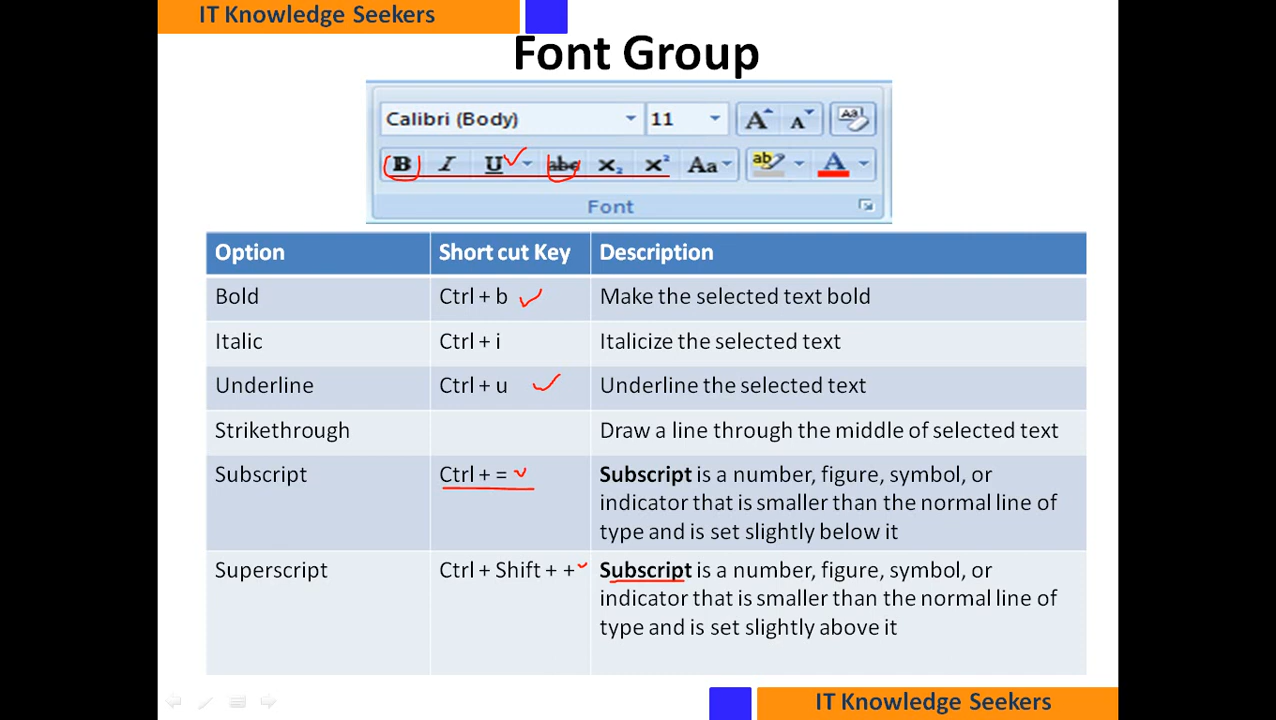 IT Knowledge Seekers
Font Group
Calibri (Body) 11 A A Aa
B I U abc x₂ x² Aa ab A
Font
Option Short cut Key Description
Bold Ctrl + b Make the selected text bold
Italic Ctrl + i Italicize the selected text
Underline Ctrl + u Underline the selected text
Strikethrough Draw a line through the middle of selected text
Subscript Ctrl + = Subscript is a number, figure, symbol, or
indicator that is smaller than the normal line of
type and is set slightly below it
Superscript Ctrl + Shift + + Subscript is a number, figure, symbol, or
indicator that is smaller than the normal line of
type and is set slightly above it
IT Knowledge Seekers